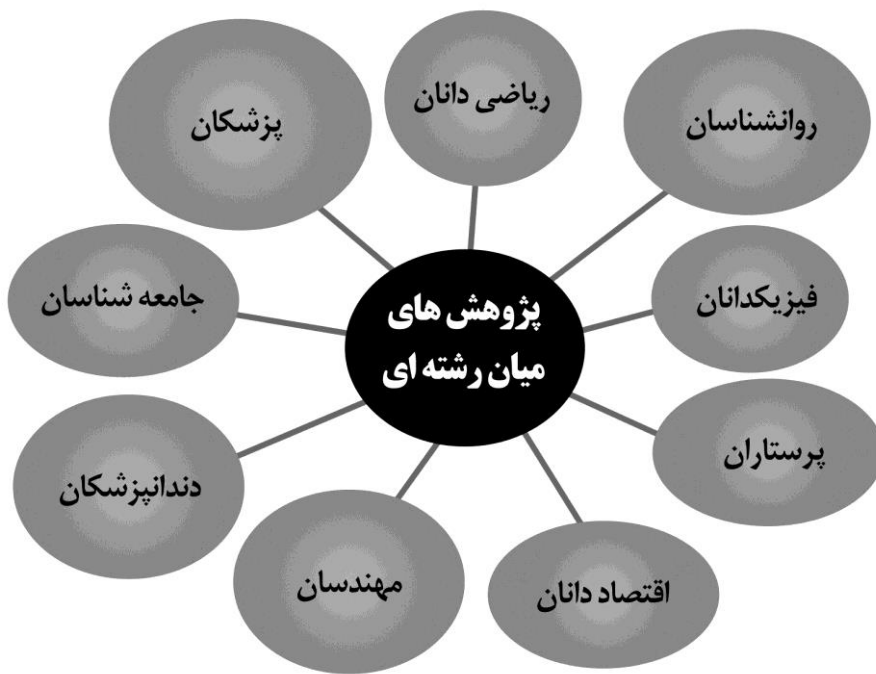 پژوهش های
میان رشته ای
ریاضی دانان
روانشناسان
فیزیکدانان
پرستاران
اقتصاد دانان
مهندسان
دندانپزشکان
جامعه شناسان
پزشکان